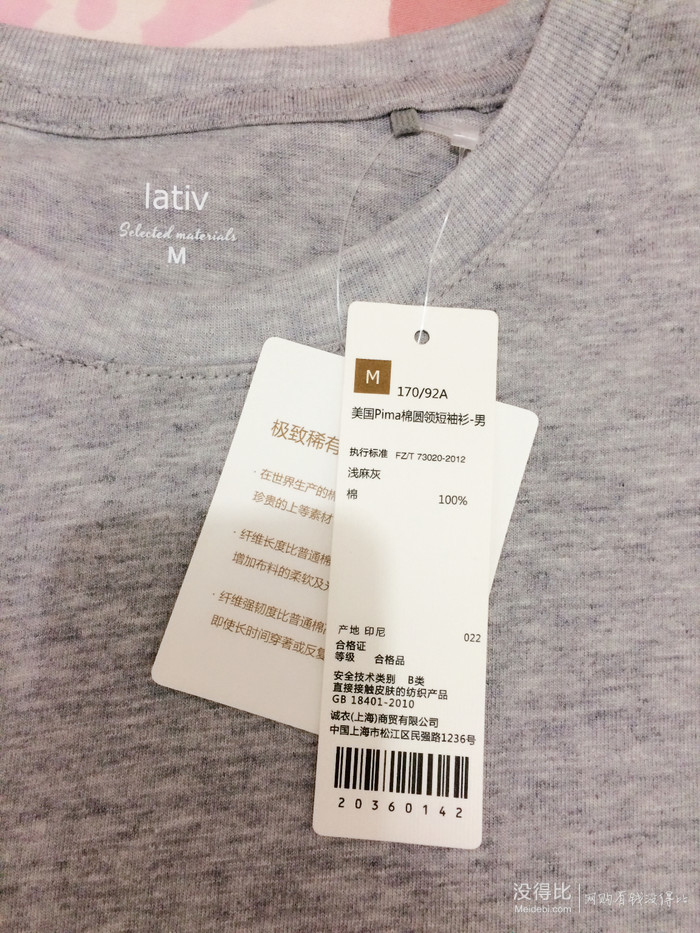 lativ
Selected materials
M
极致稀有
· 在世界生产的棉
珍贵的上等素材
· 纤维长度比普通棉
增加布料的柔软及
· 纤维强韧度比普通棉
即使长时间穿著或反复
M 170/92A
美国Pima棉圆领短袖衫-男
执行标准 FZ/T 73020-2012
浅麻灰
棉 100%
产地 印尼 022
合格证
等级 合格品
安全技术类别 B类
直接接触皮肤的纺织产品
GB 18401-2010
诚衣(上海)商贸有限公司
中国上海市松江区民强路1236号
20360142
没得比 网购有我没得比
Meidebi.com